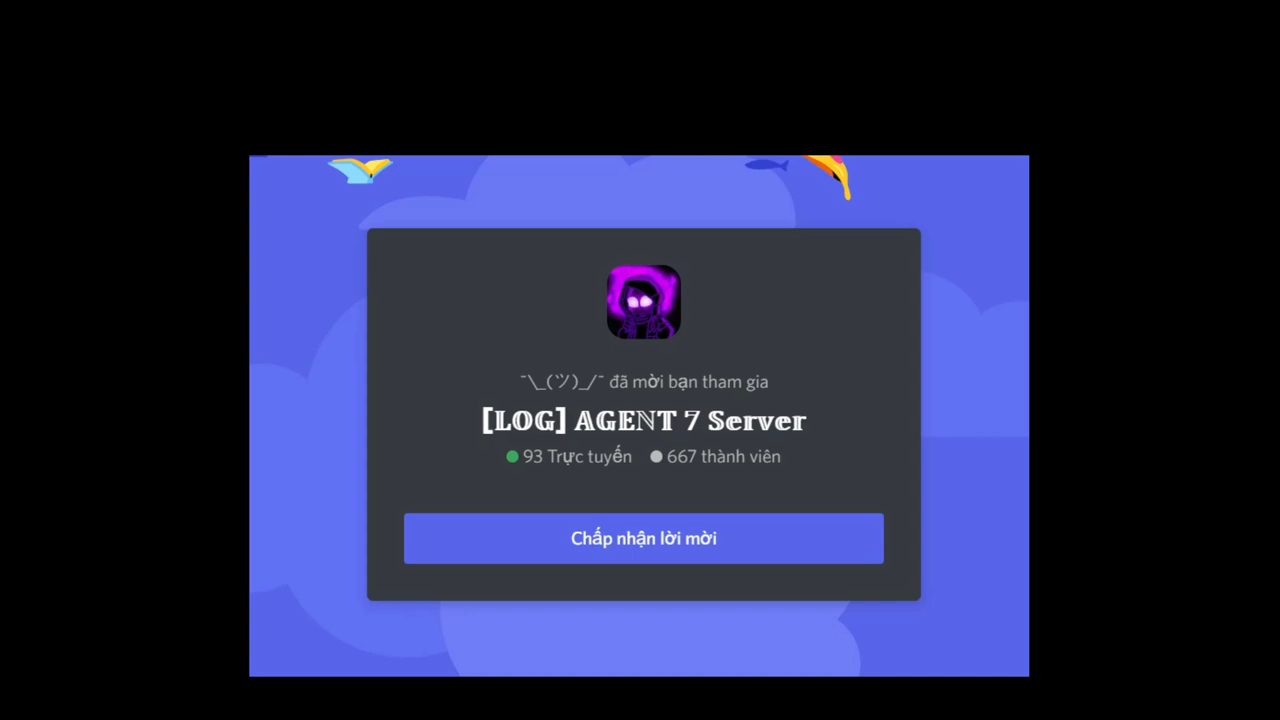 ¯\_(ツ)_/¯ đã mời bạn tham gia
[LOG] AGENT 7 Server
93 Trực tuyến 667 thành viên
Chấp nhận lời mời